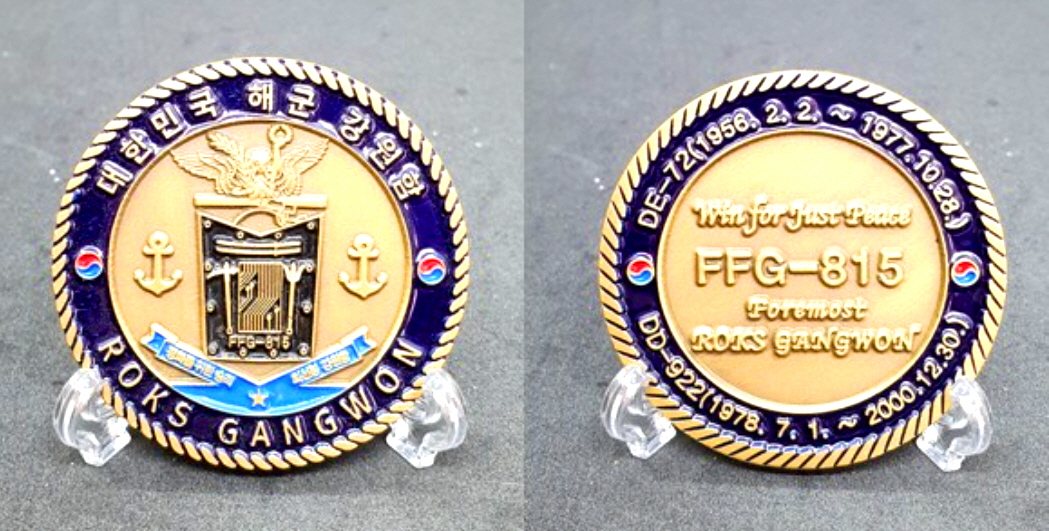 대한민국 해군 강원함
FFG-815
ROKS GANGWON
DE-72(1956. 2. 2. ~ 1977.10.28.)
Win for Just Peace
FFG-815
Foremost
ROKS GANGWON
DD-922(1978. 7. 1. ~ 2000.12.30.)